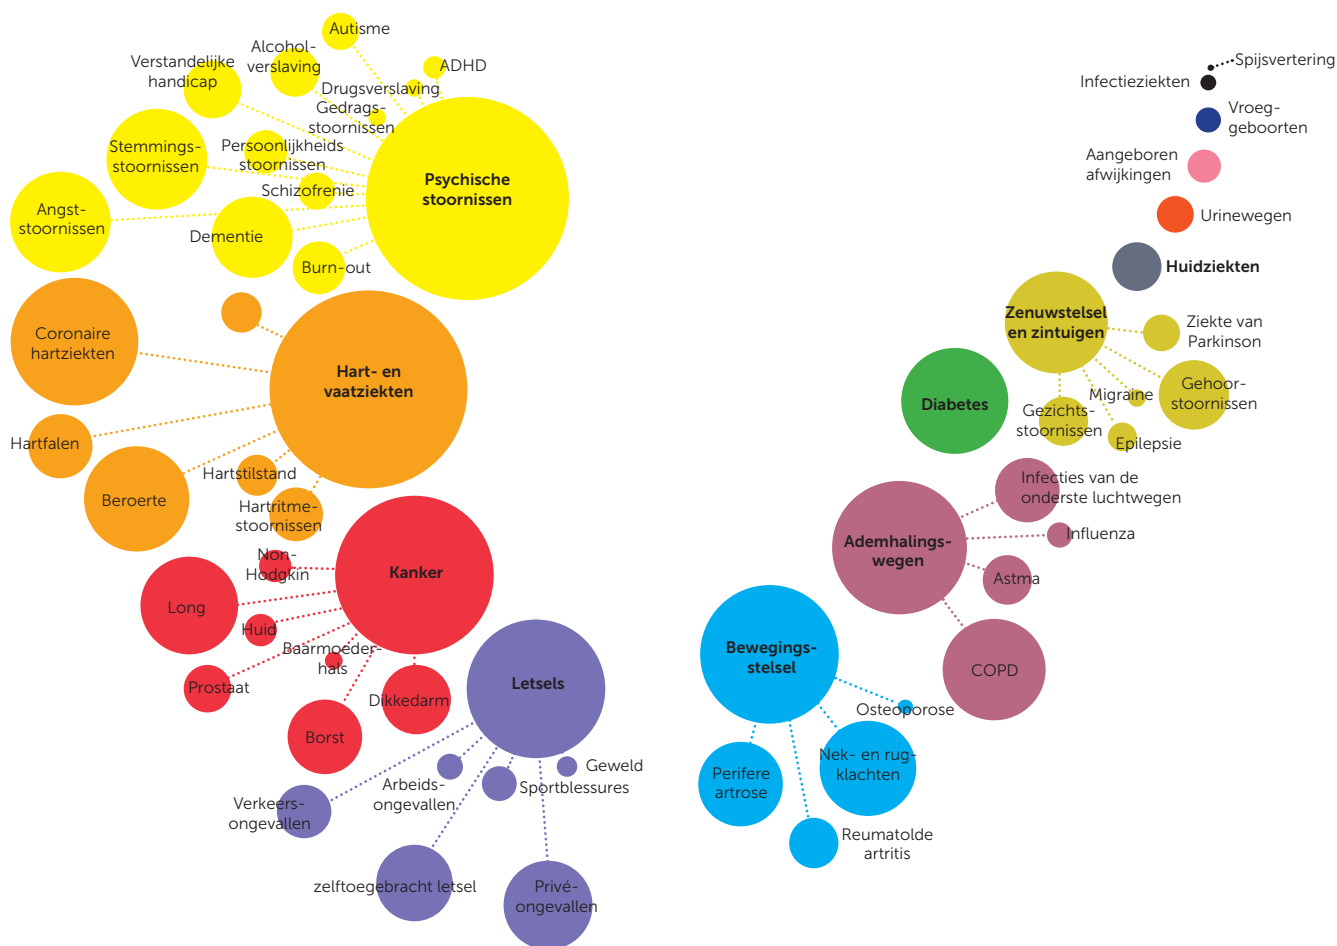 Autisme
Alcohol-
verslaving
ADHD
Verstandelijke
handicap
Drugsverslaving
Gedrags-
stoornissen
Stemmings-
stoornissen
Persoonlijkheids
stoornissen
Schizofrenie
Psychische
stoornissen
Angst-
stoornissen
Dementie
Burn-out
Coronaire
hartziekten
Hart- en
vaatziekten
Hartfalen
Beroerte
Hartstilstand
Hartritme-
stoornissen
Non-
Hodgkin
Kanker
Long
Huid
Baarmoeder-
hals
Prostaat
Borst
Dikkedarm
Letsels
Verkeers-
ongevallen
Arbeids-
ongevallen
Sportblessures
Geweld
zelftoegebracht letsel
Privé-
ongevallen
Spijsvertering
Infectieziekten
Vroeg-
geboorten
Aangeboren
afwijkingen
Urinewegen
Huidziekten
Zenuwstelsel
en zintuigen
Ziekte van
Parkinson
Gehoor-
stoornissen
Migraine
Gezichts-
stoornissen
Epilepsie
Diabetes
Infecties van de
onderste luchtwegen
Influenza
Ademhalings-
wegen
Astma
COPD
Bewegings-
stelsel
Osteoporose
Nek- en rug-
klachten
Perifere
artrose
Reumatolde
artritis